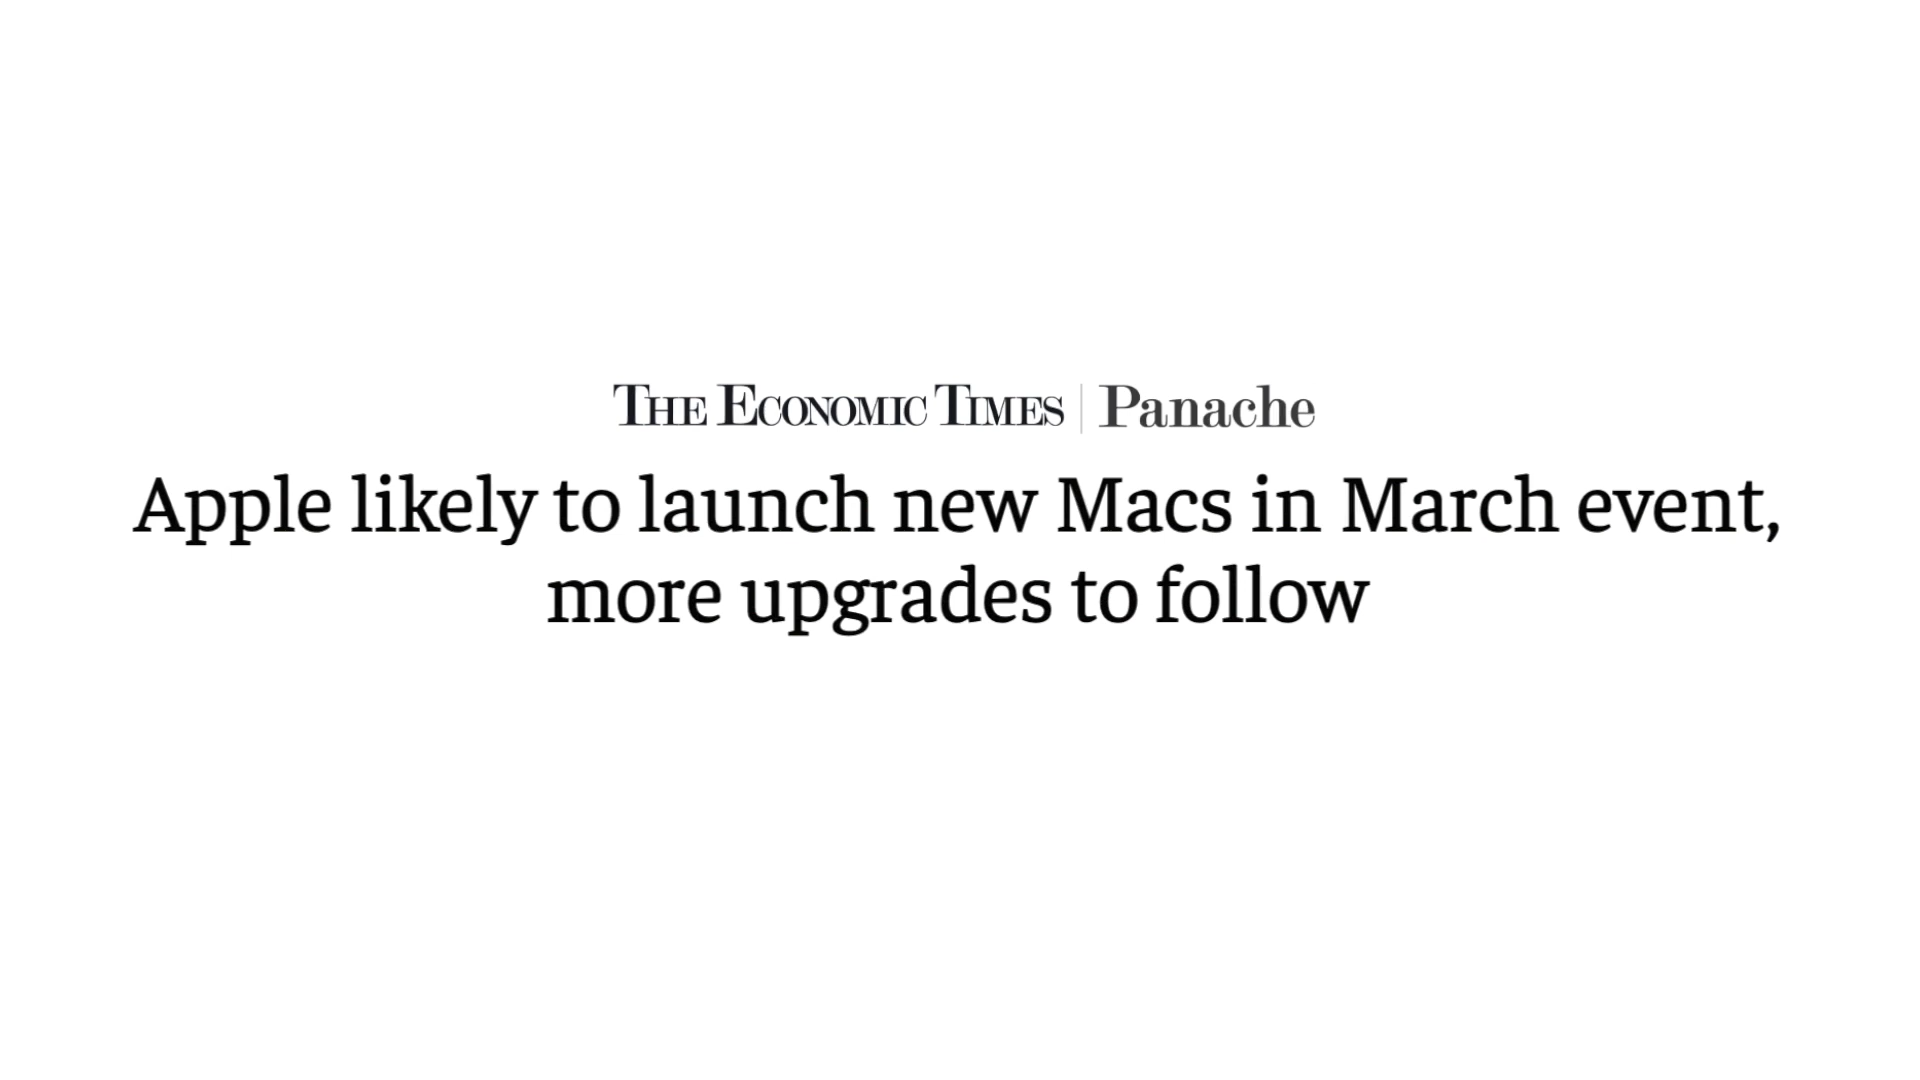 THE ECONOMIC TIMES | Panache
Apple likely to launch new Macs in March event,
more upgrades to follow